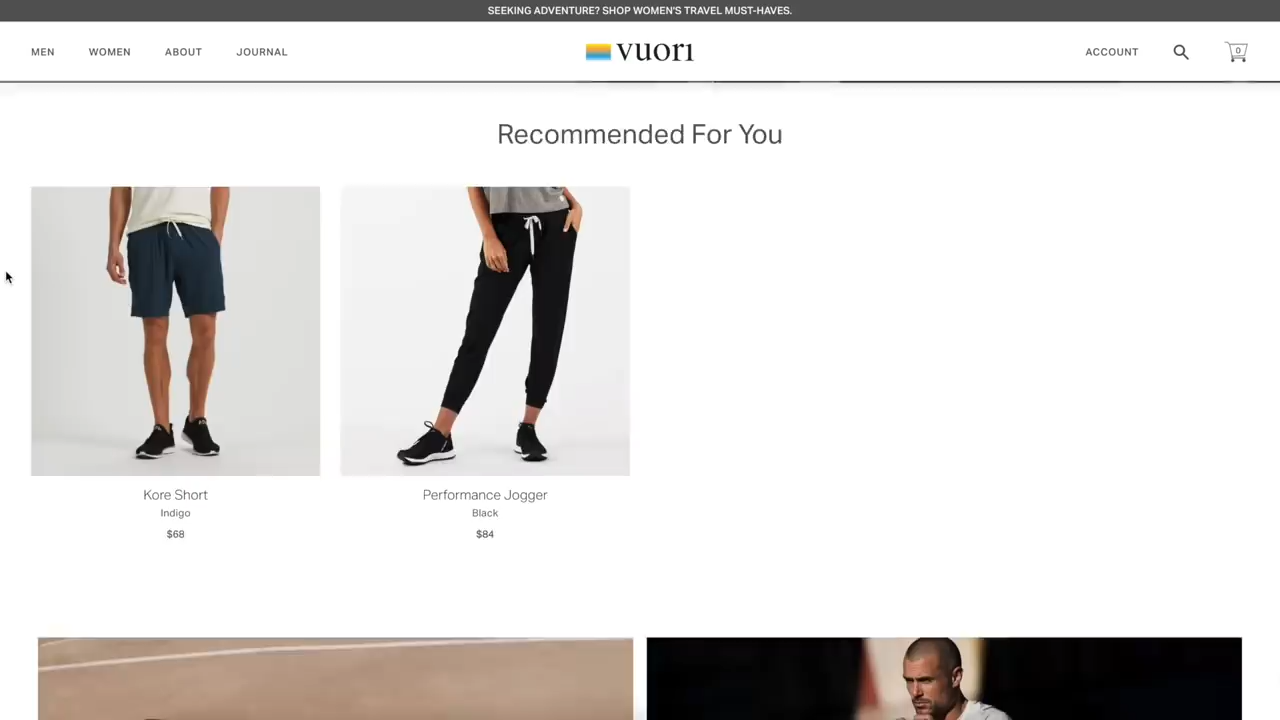 SEEKING ADVENTURE? SHOP WOMEN'S TRAVEL MUST-HAVES.
MEN WOMEN ABOUT JOURNAL vuori ACCOUNT 0
Recommended For You
Kore Short
Indigo
$68
Performance Jogger
Black
$84